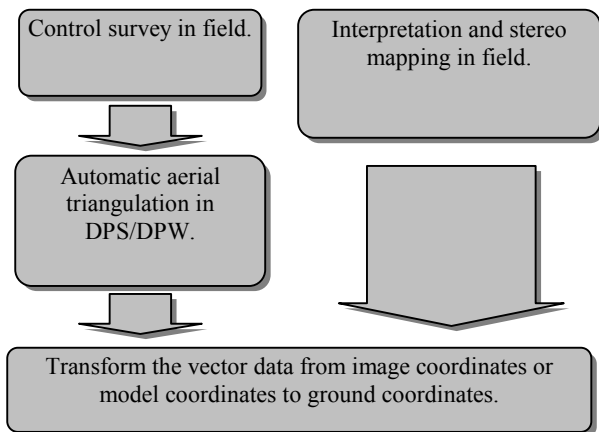 Control survey in field.
Interpretation and stereo
mapping in field.
Automatic aerial
triangulation in
DPS/DPW.
Transform the vector data from image coordinates or
model coordinates to ground coordinates.